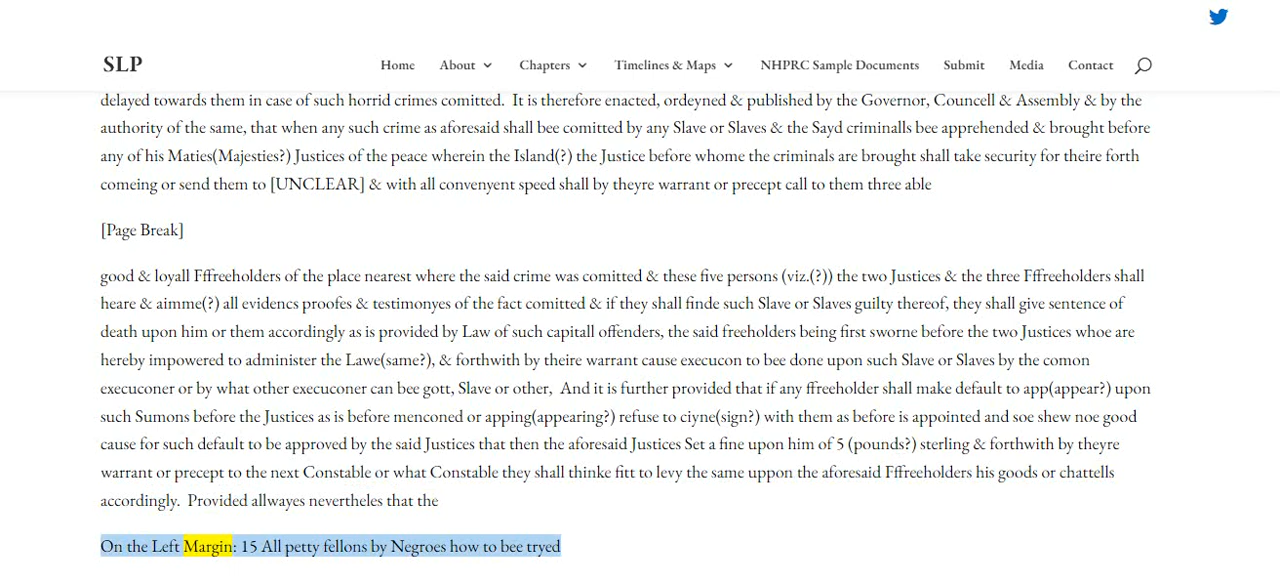 SLP
Home About Chapters Timelines & Maps NHPRC Sample Documents Submit Media Contact
delayed towards them in case of such horrid crimes comitted. It is therefore enacted, ordeyned & published by the Governor, Councell & Assembly & by the
authority of the same, that when any such crime as aforesaid shall bee comitted by any Slave or Slaves & the Sayd criminalls bee apprehended & brought before
any of his Maties(Majesties?) Justices of the peace wherein the Island(?) the Justice before whome the criminals are brought shall take security for theire forth
comeing or send them to [UNCLEAR] & with all convenyent speed shall by theyre warrant or precept call to them three able
[Page Break]
good & loyall Fffreeholders of the place nearest where the said crime was comitted & these five persons (viz.(?)) the two Justices & the three Fffreeholders shall
heare & aimme(?) all evidencs proofes & testimonyes of the fact comitted & if they shall finde such Slave or Slaves guilty thereof, they shall give sentence of
death upon him or them accordingly as is provided by Law of such capitall offenders, the said freeholders being first sworne before the two Justices whoe are
hereby impowered to administer the Lawe(same?), & forthwith by theire warrant cause execucon to bee done upon such Slave or Slaves by the comon
execuconer or by what other execuconer can bee gott, Slave or other, And it is further provided that if any ffreeholder shall make default to app(appear?) upon
such Sumons before the Justices as is before menconed or apping(appearing?) refuse to ciyne(sign?) with them as before is appointed and soe shew noe good
cause for such default to be approved by the said Justices that then the aforesaid Justices Set a fine upon him of 5 (pounds?) sterling & forthwith by theyre
warrant or precept to the next Constable or what Constable they shall thinke fitt to levy the same uppon the aforesaid Fffreeholders his goods or chattells
accordingly. Provided allwayes nevertheles that the
On the Left Margin: 15 All petty fellons by Negroes how to bee tryed